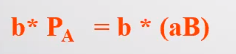 b* P_A = b * (aB)